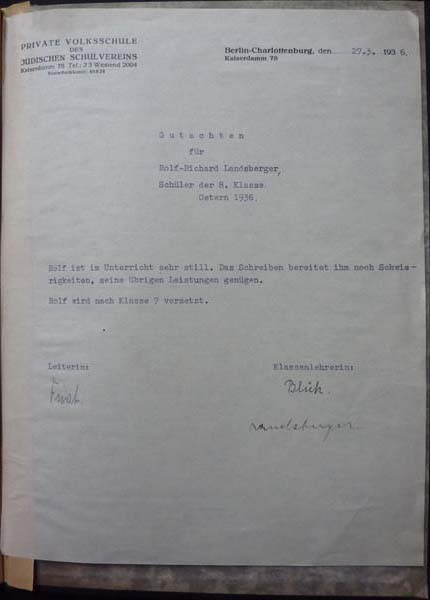 PRIVATE VOLKSSCHULE
DES
JÜDISCHEN SCHULVEREINS
Kaiserdamm 78 Tel: J 3 Westend 2004
Berlin-Charlottenburg, den 27.3. 1936.
Kaiserdamm 78
Gutachten
für
Rolf-Richard Landsberger,
Schüler der 8. Klasse
Ostern 1936.
Rolf ist im Unterricht sehr still. Das Schreiben bereitet ihm noch Schwie-
rigkeiten, seine übrigen Leistungen genügen.
Rolf wird nach Klasse 7 versetzt.
Leiterin:
Klassenlehrerin:
Landsberger